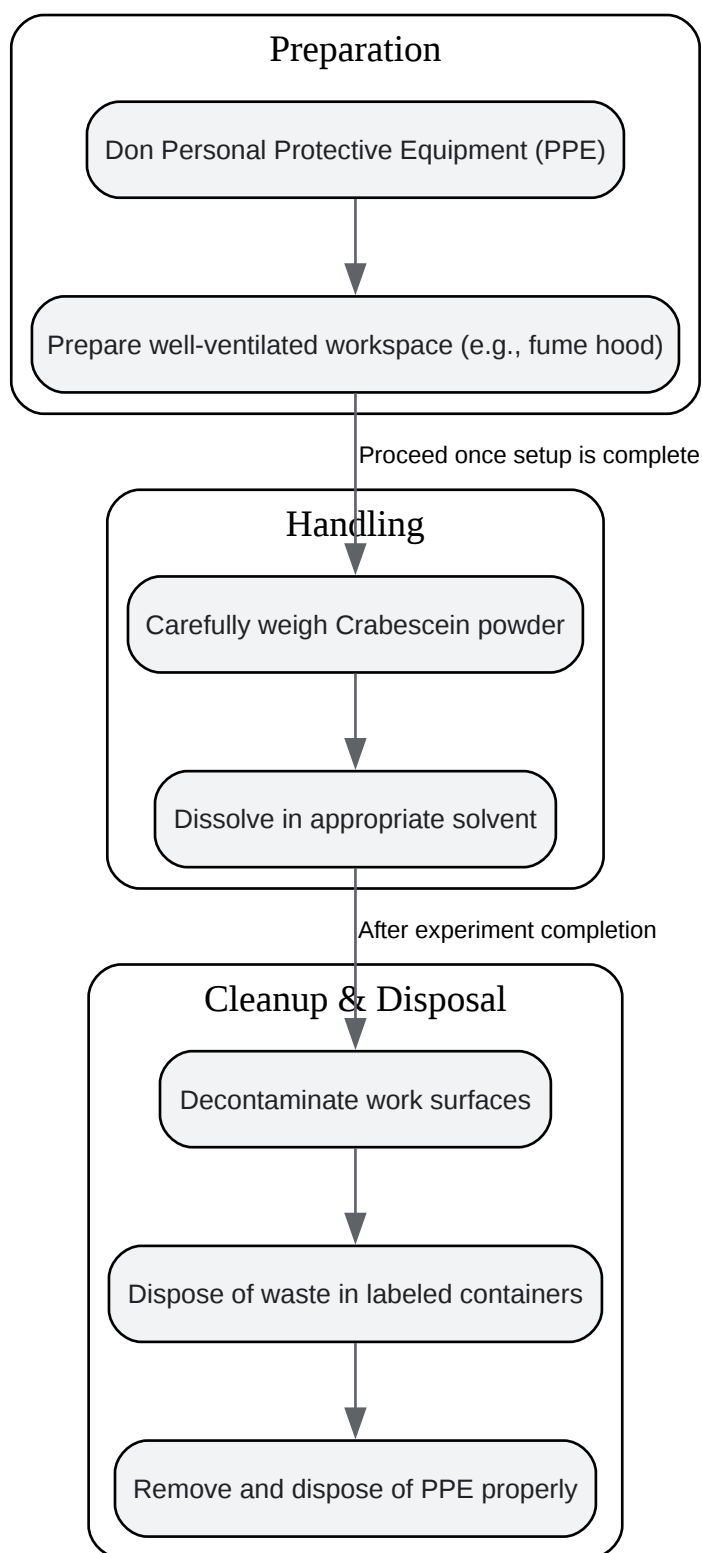 Preparation
Don Personal Protective Equipment (PPE)
Prepare well-ventilated workspace (e.g., fume hood)
Proceed once setup is complete
Handling
Carefully weigh Crabescein powder
Dissolve in appropriate solvent
After experiment completion
Cleanup & Disposal
Decontaminate work surfaces
Dispose of waste in labeled containers
Remove and dispose of PPE properly